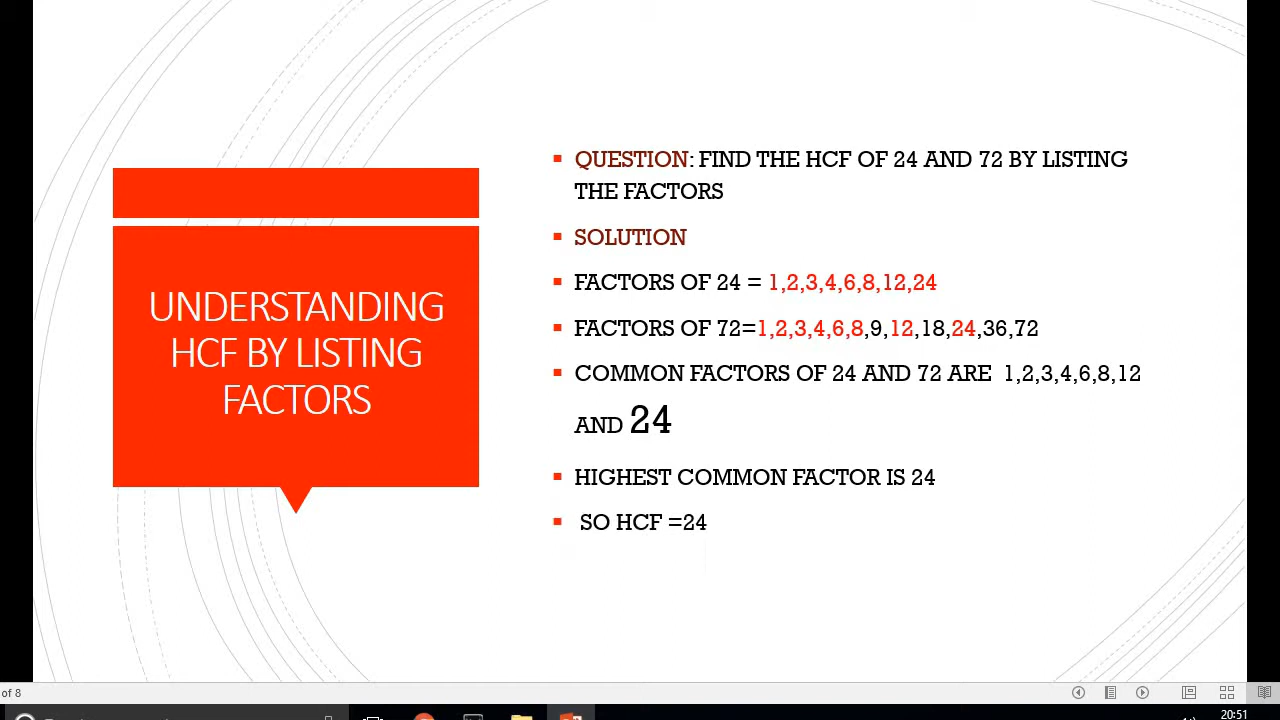 UNDERSTANDING
HCF BY LISTING
FACTORS
QUESTION: FIND THE HCF OF 24 AND 72 BY LISTING
THE FACTORS
SOLUTION
FACTORS OF 24 = 1,2,3,4,6,8,12,24
FACTORS OF 72=1,2,3,4,6,8,9,12,18,24,36,72
COMMON FACTORS OF 24 AND 72 ARE 1,2,3,4,6,8,12
AND 24
HIGHEST COMMON FACTOR IS 24
SO HCF =24
of 8
20:51